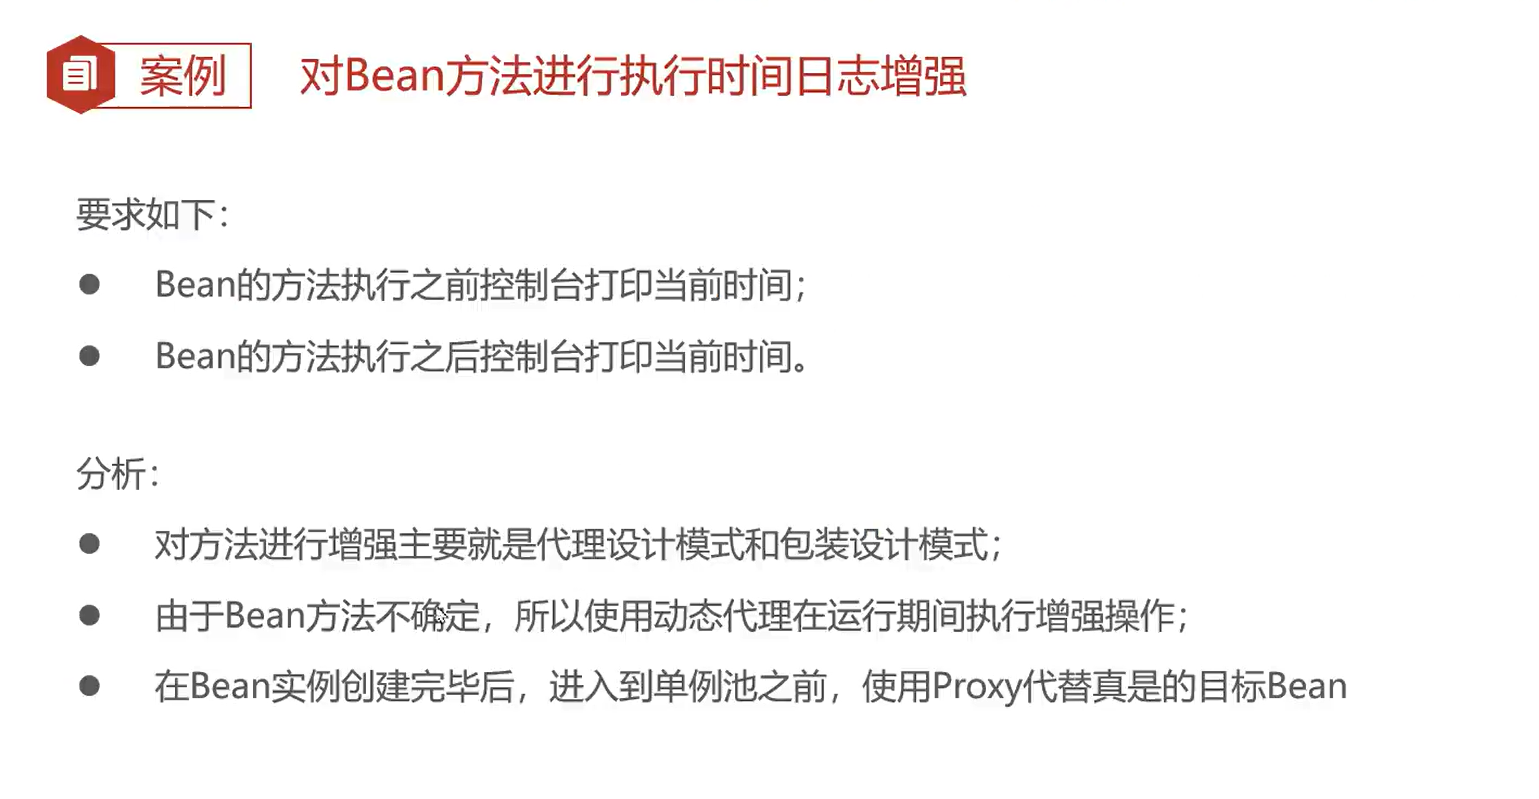 案例
对Bean方法进行执行时间日志增强
要求如下：
● Bean的方法执行之前控制台打印当前时间；
● Bean的方法执行之后控制台打印当前时间。
分析：
● 对方法进行增强主要就是代理设计模式和包装设计模式；
● 由于Bean方法不确定，所以使用动态代理在运行期间执行增强操作；
● 在Bean实例创建完毕后，进入到单例池之前，使用Proxy代替真是的目标Bean